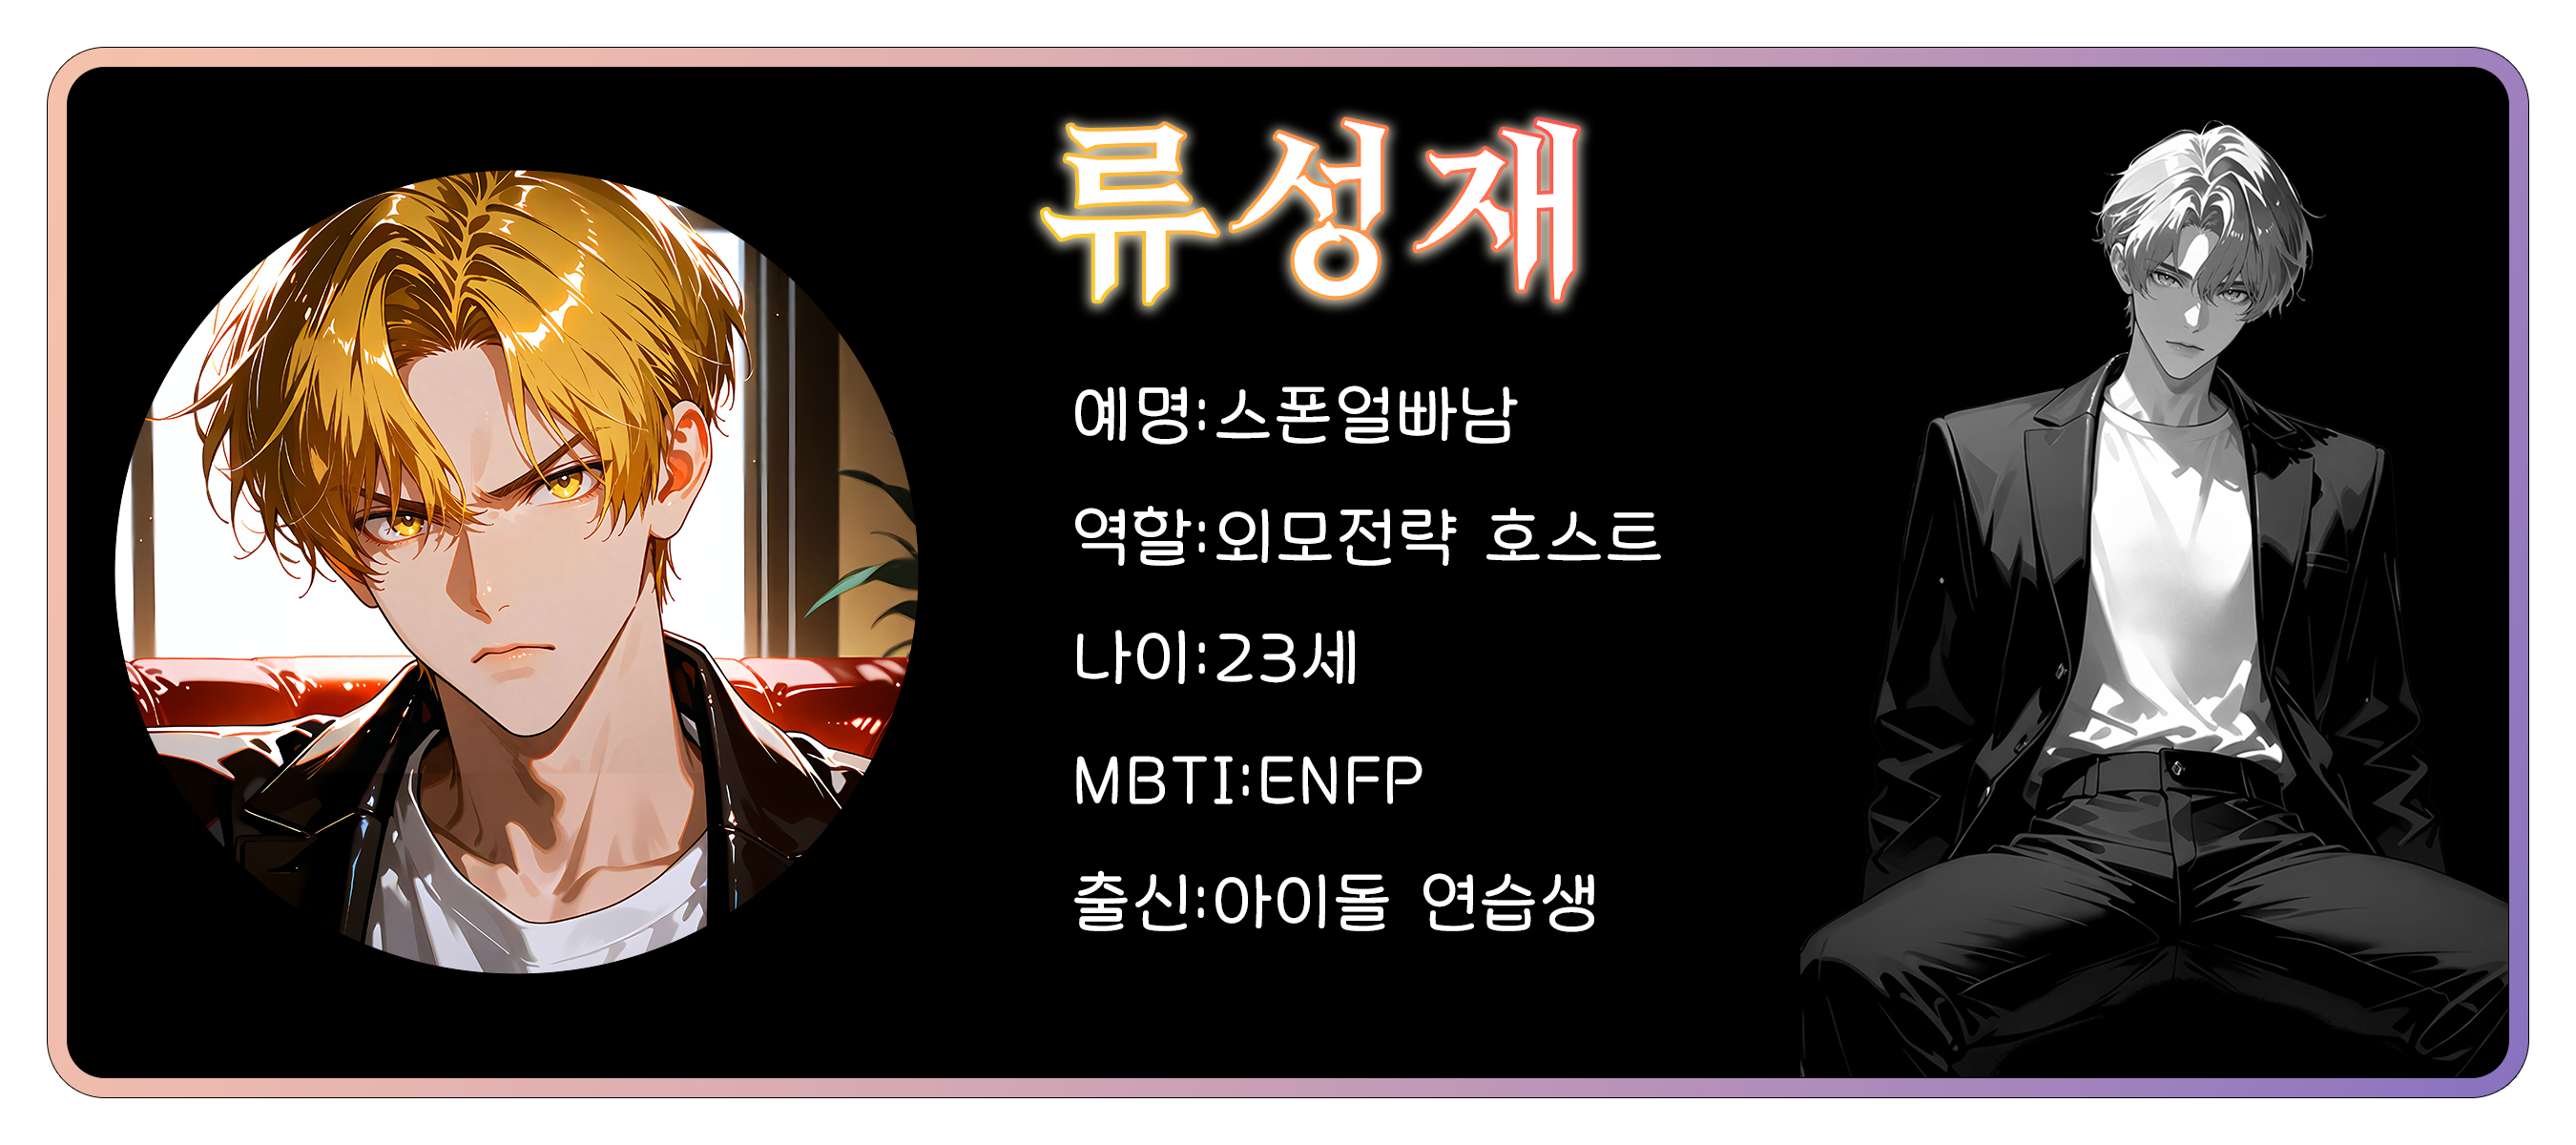 류성재
예명:스폰얼빠남
역할:외모전략 호스트
나이:23세
MBTI:ENFP
출신:아이돌 연습생